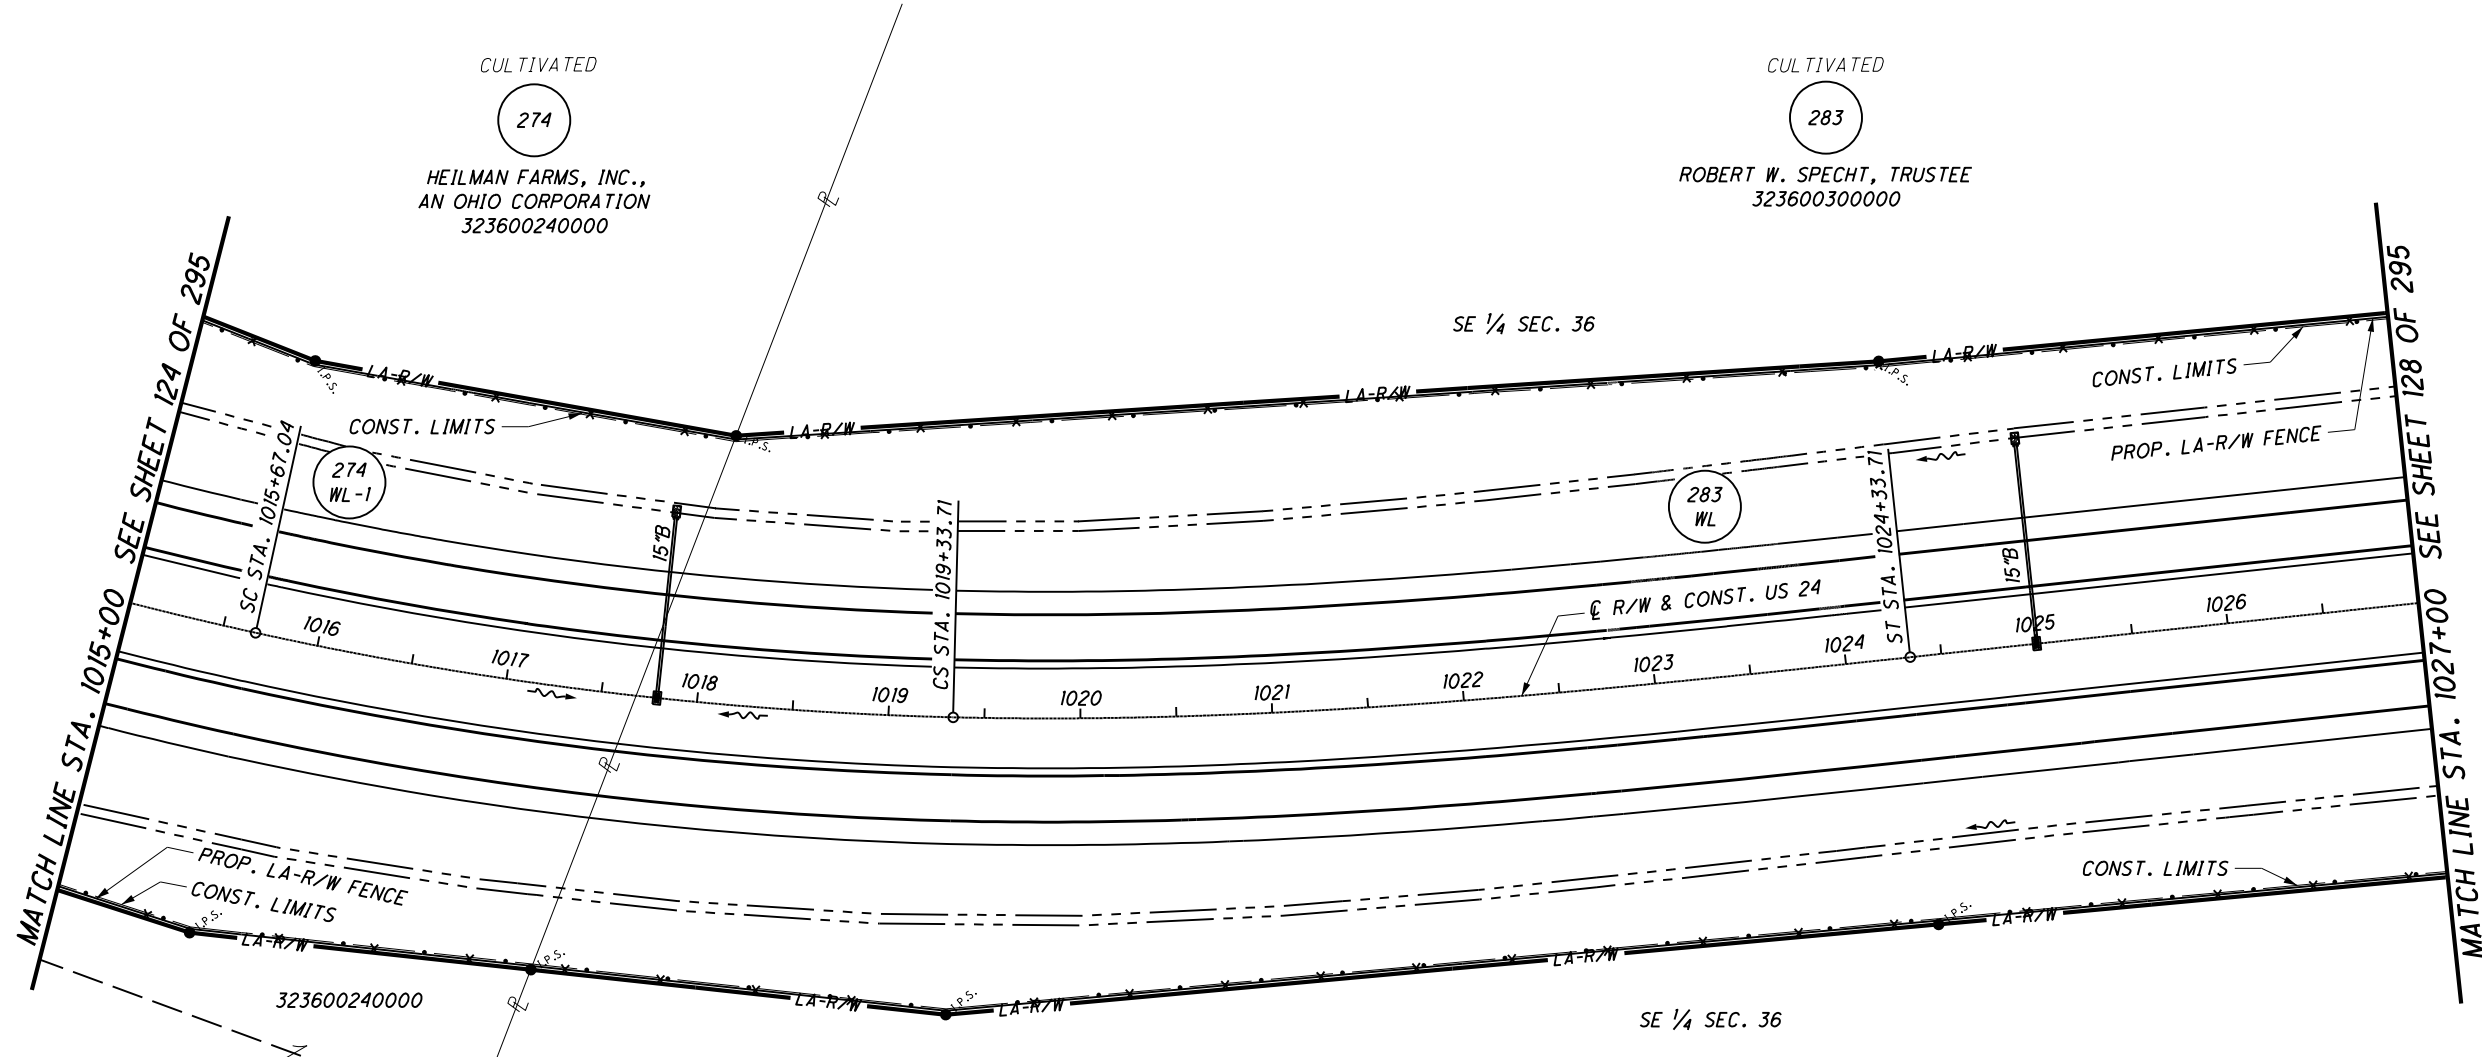 CULTIVATED
274
HEILMAN FARMS, INC.,
AN OHIO CORPORATION
323600240000
CULTIVATED
283
ROBERT W. SPECHT, TRUSTEE
323600300000
PL
SE 1/4 SEC. 36
MATCH LINE STA. 1015+00 SEE SHEET 124 OF 295
MATCH LINE STA. 1027+00 SEE SHEET 128 OF 295
LA-R/W
LA-R/W
LA-R/W
LA-R/W
I.P.S.
I.P.S.
I.P.S.
CONST. LIMITS
CONST. LIMITS
PROP. LA-R/W FENCE
SC STA. 1015+67.04
274
WL-1
15"B
CS STA. 1019+33.71
283
WL
ST STA. 1024+33.71
15"B
℄ R/W & CONST. US 24
1016
1017
1018
1019
1020
1021
1022
1023
1024
1025
1026
PL
PROP. LA-R/W FENCE
CONST. LIMITS
CONST. LIMITS
I.P.S.
I.P.S.
I.P.S.
I.P.S.
LA-R/W
LA-R/W
LA-R/W
LA-R/W
LA-R/W
323600240000
PL
SE 1/4 SEC. 36